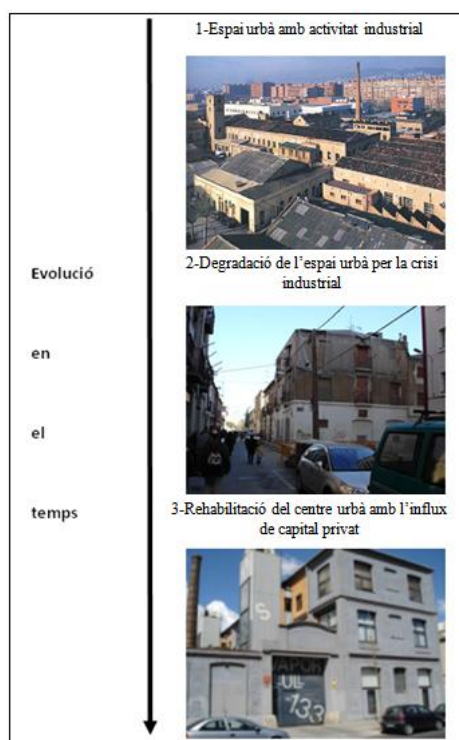 1-Espai urbà amb activitat industrial
2-Degradació de l’espai urbà per la crisi
industrial
Evolució
en
el
temps
3-Rehabilitació del centre urbà amb l’influx
de capital privat